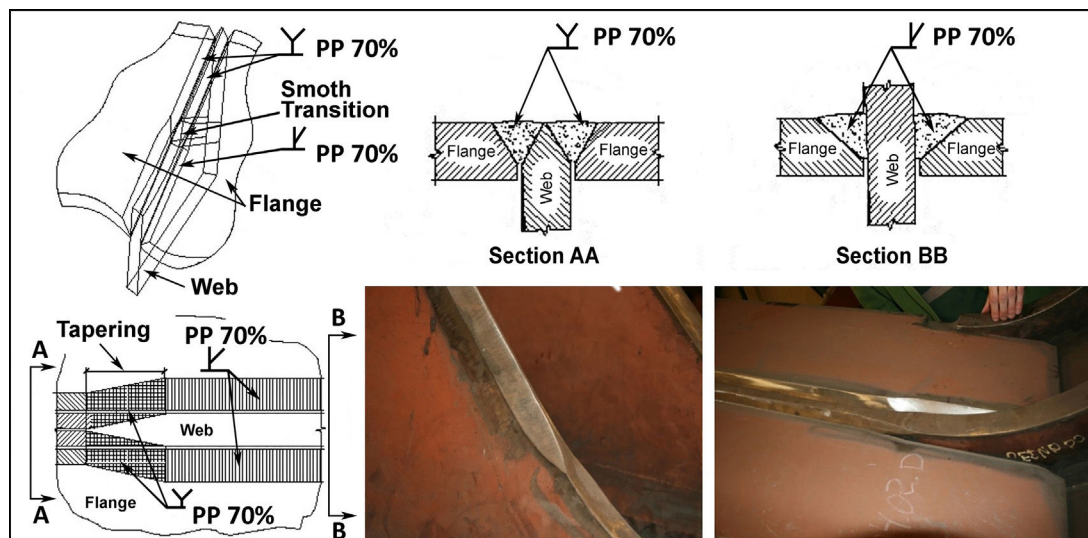 PP 70%
Smoth
Transition
PP 70%
Flange
Web
PP 70%
Flange
Flange
Web
Section AA
PP 70%
Flange
Flange
Web
Section BB
Tapering
PP 70%
A
B
Web
A
Flange
PP 70%
B
402.D